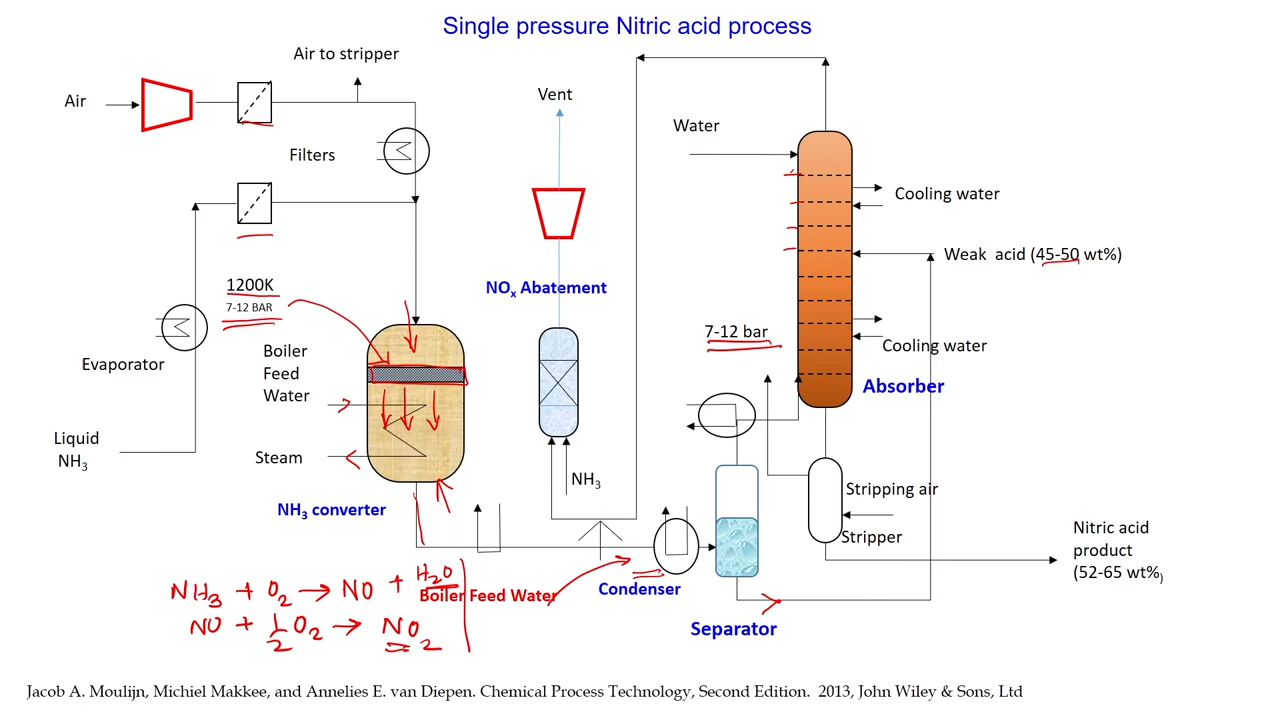 Single pressure Nitric acid process
Air to stripper
Air
Filters
Vent
Water
Cooling water
Weak acid (45-50 wt%)
1200K
7-12 BAR
NOx Abatement
7-12 bar
Cooling water
Evaporator
Boiler
Feed
Water
Absorber
Liquid
NH3
Steam
NH3
Stripping air
NH3 converter
Stripper
Nitric acid
product
(52-65 wt%)
NH3 + O2 → NO + H2O
Boiler Feed Water
Condenser
NO + 1/2 O2 → NO2
Separator
Jacob A. Moulijn, Michiel Makkee, and Annelies E. van Diepen. Chemical Process Technology, Second Edition. 2013, John Wiley & Sons, Ltd